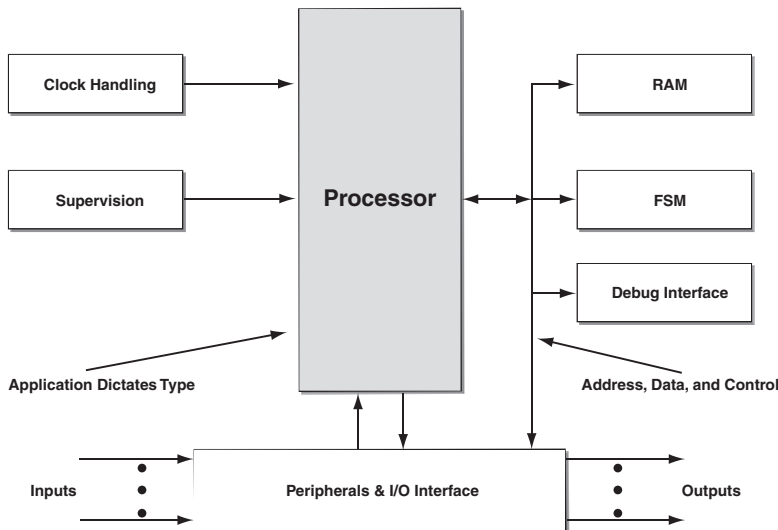 Clock Handling
Processor
RAM
Supervision
FSM
Debug Interface
Application Dictates Type
Address, Data, and Control
Inputs
Peripherals & I/O Interface
Outputs